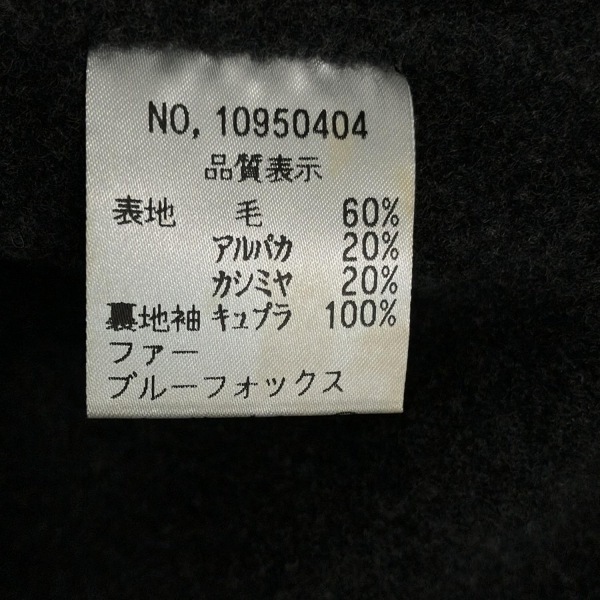 NO, 10950404
品質表示
表地 毛 60%
アルパカ 20%
カシミヤ 20%
裏地袖 キュプラ 100%
ファー
ブルーフォックス